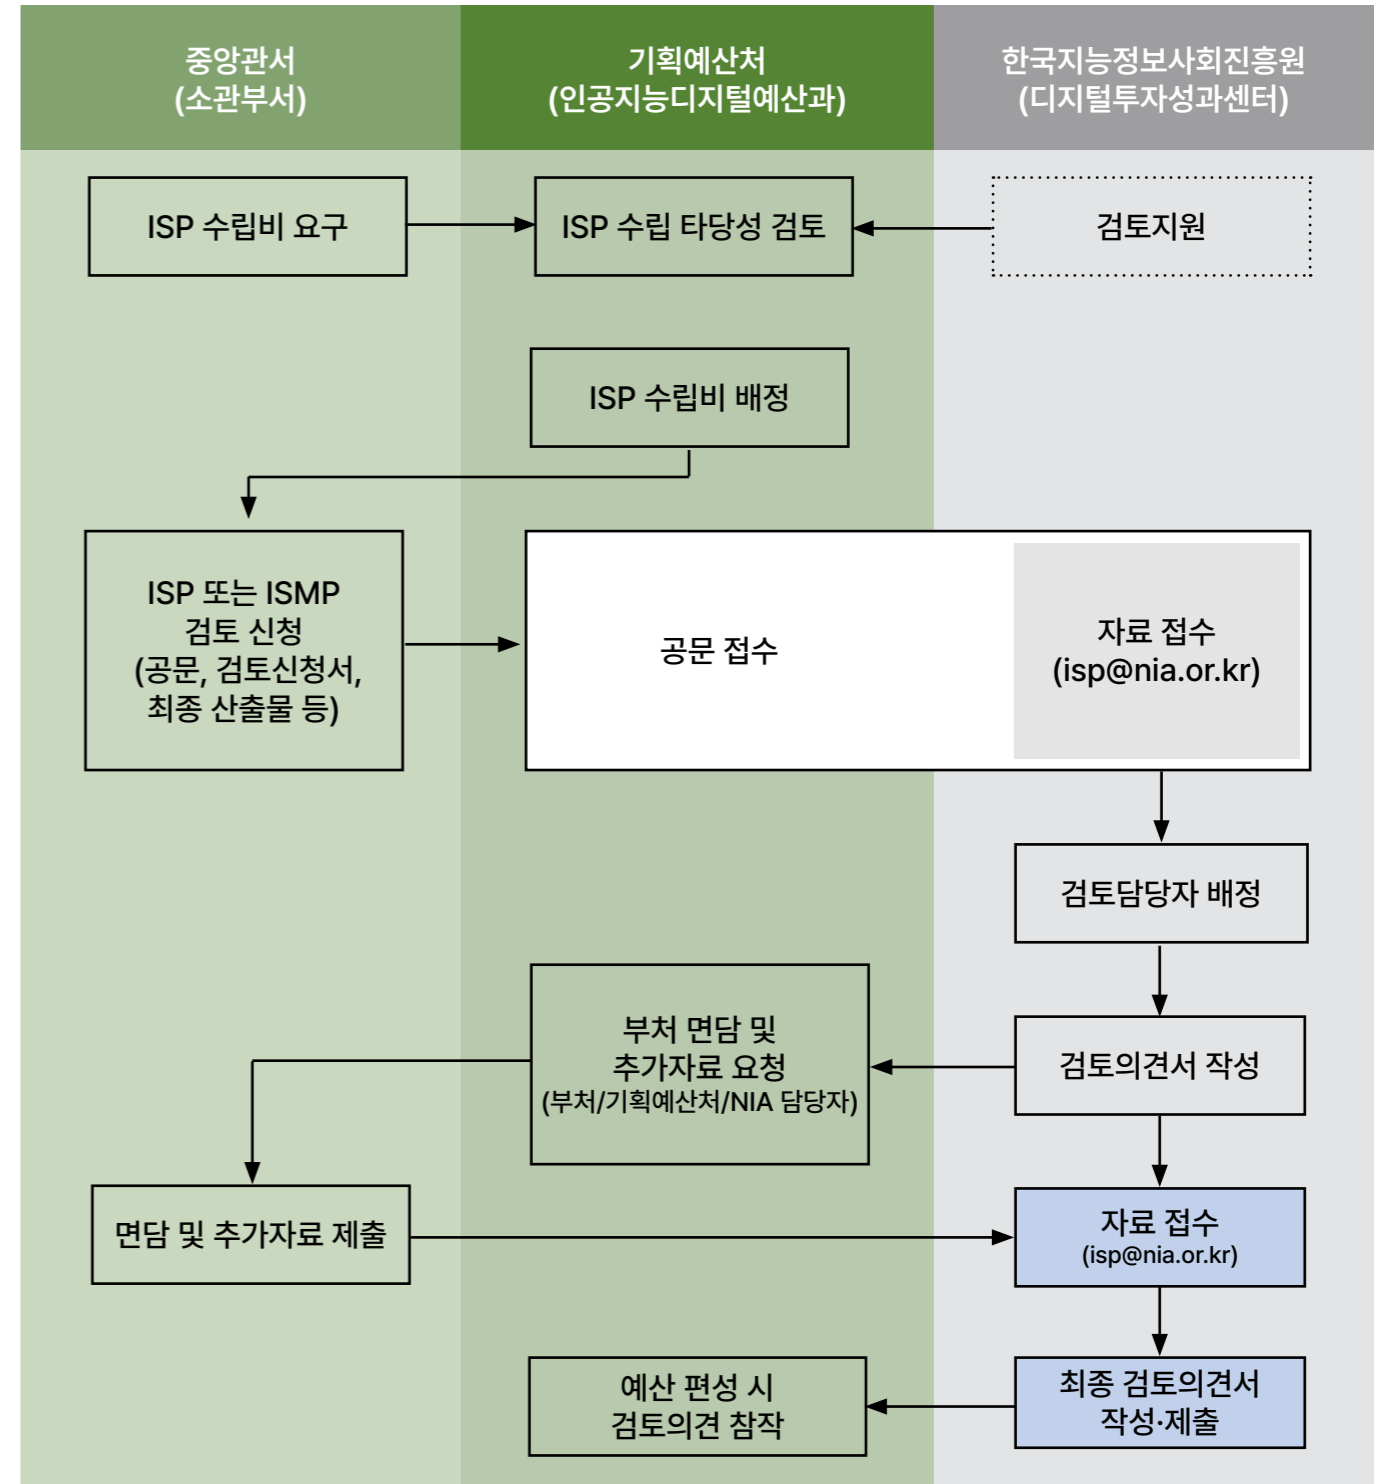 중앙관서
(소관부서)
기획예산처
(인공지능디지털예산과)
한국지능정보사회진흥원
(디지털투자성과센터)
ISP 수립비 요구
ISP 수립 타당성 검토
검토지원
ISP 수립비 배정
ISP 또는 ISMP
검토 신청
(공문, 검토신청서,
최종 산출물 등)
공문 접수
자료 접수
(isp@nia.or.kr)
검토담당자 배정
부처 면담 및
추가자료 요청
(부처/기획예산처/NIA 담당자)
검토의견서 작성
면담 및 추가자료 제출
자료 접수
(isp@nia.or.kr)
예산 편성 시
검토의견 참작
최종 검토의견서
작성·제출